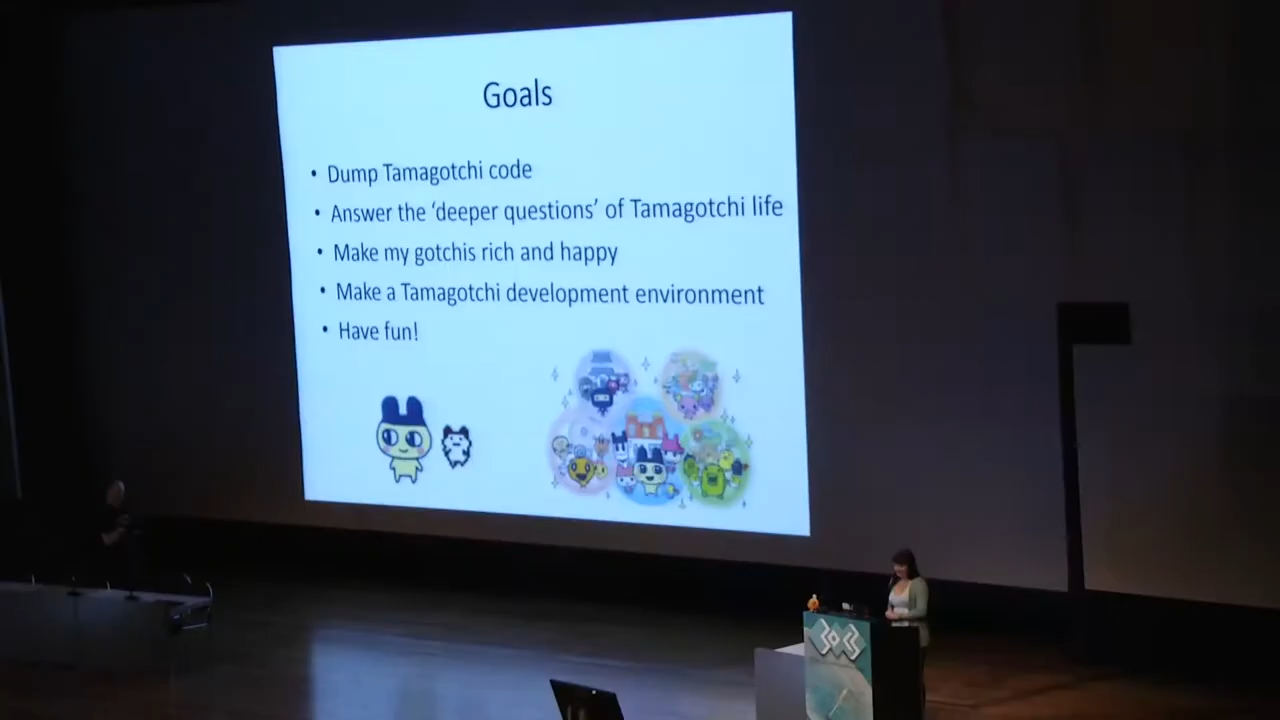 Goals
• Dump Tamagotchi code
• Answer the ‘deeper questions’ of Tamagotchi life
• Make my gotchis rich and happy
• Make a Tamagotchi development environment
• Have fun!
30C3